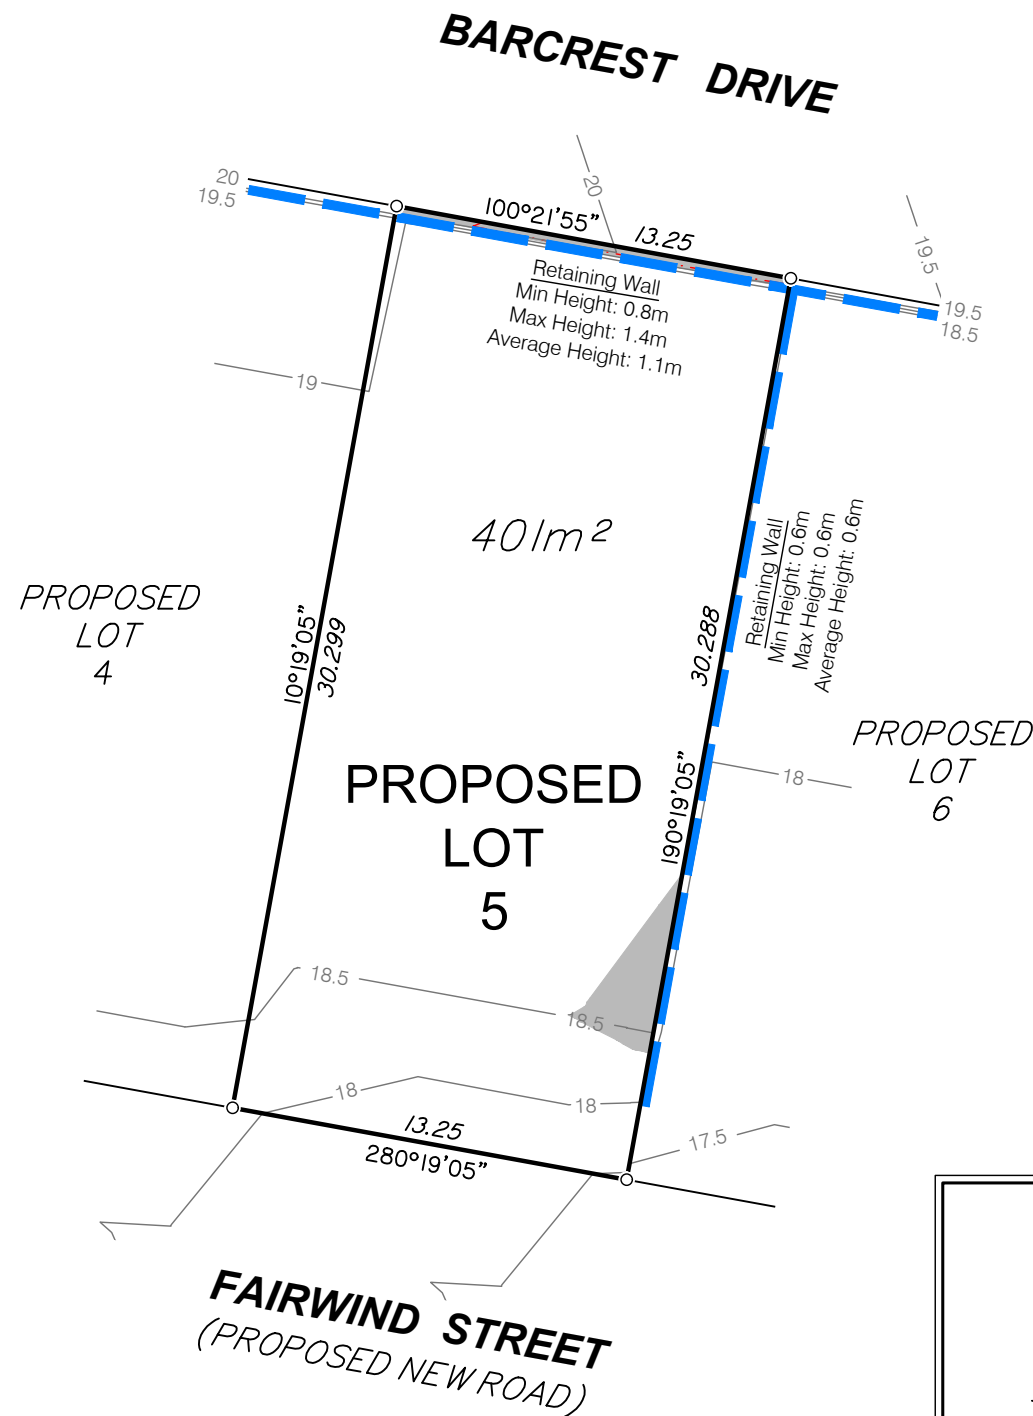 BARCREST DRIVE
20
19.5
20
100°21'55"
13.25
19.5
19.5
18.5
Retaining Wall
Min Height: 0.8m
Max Height: 1.4m
Average Height: 1.1m
19
401m²
Retaining Wall
Min Height: 0.6m
Max Height: 0.6m
Average Height: 0.6m
PROPOSED
LOT
4
10°19'05"
30.299
30.288
190°19'05"
PROPOSED
LOT
6
18
PROPOSED
LOT
5
18.5
18.5
18
18
17.5
13.25
280°19'05"
FAIRWIND STREET
(PROPOSED NEW ROAD)